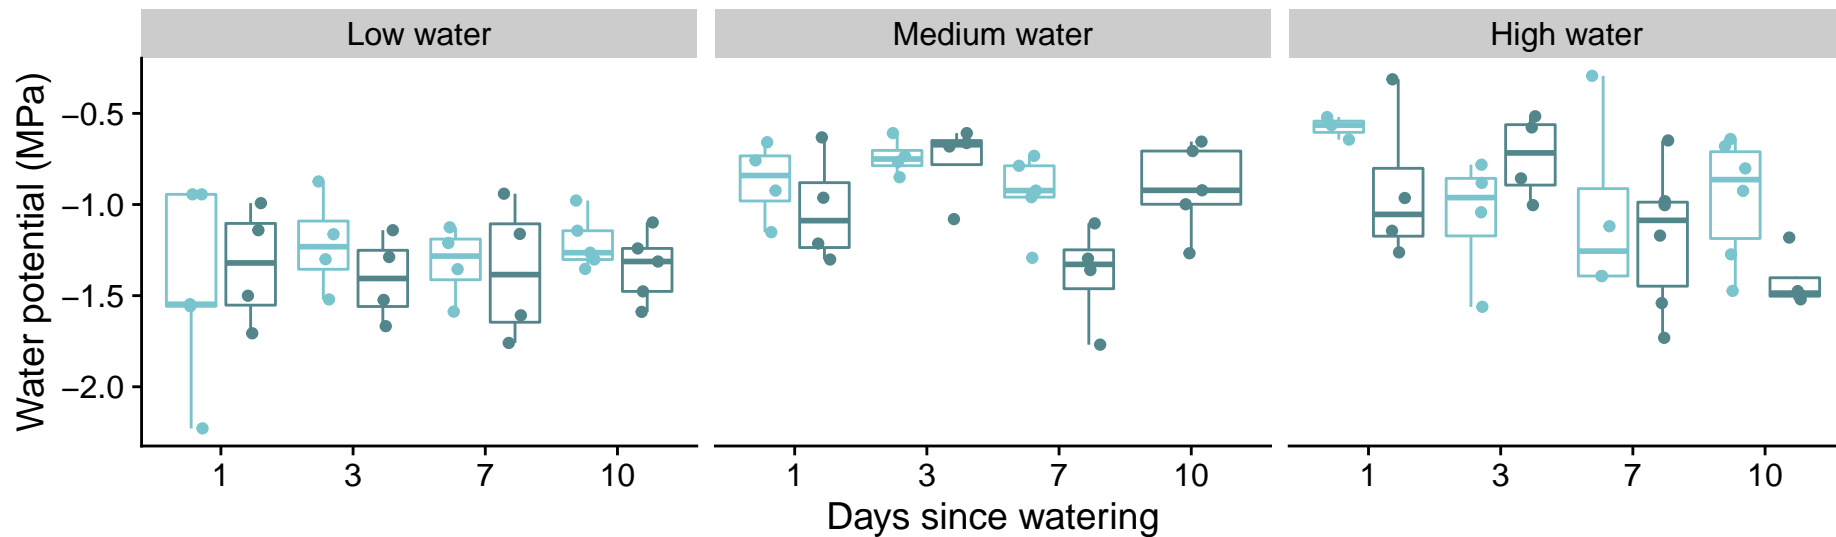 Low water
Medium water
High water
Water potential (MPa)
−0.5
−1.0
−1.5
−2.0
1 3 7 10
1 3 7 10
1 3 7 10
Days since watering